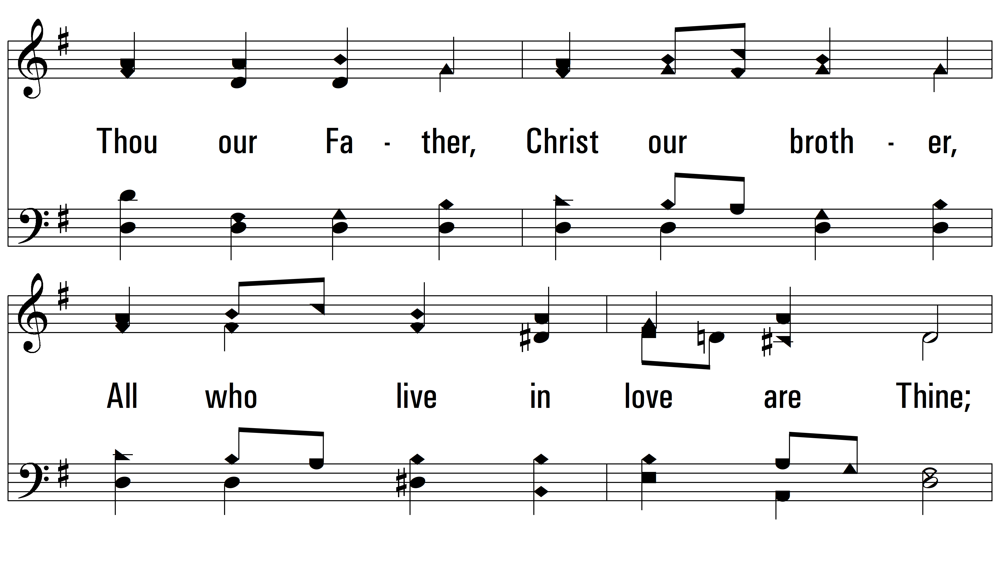 Thou our Fa - ther, Christ our broth - er,
All who live in love are Thine;